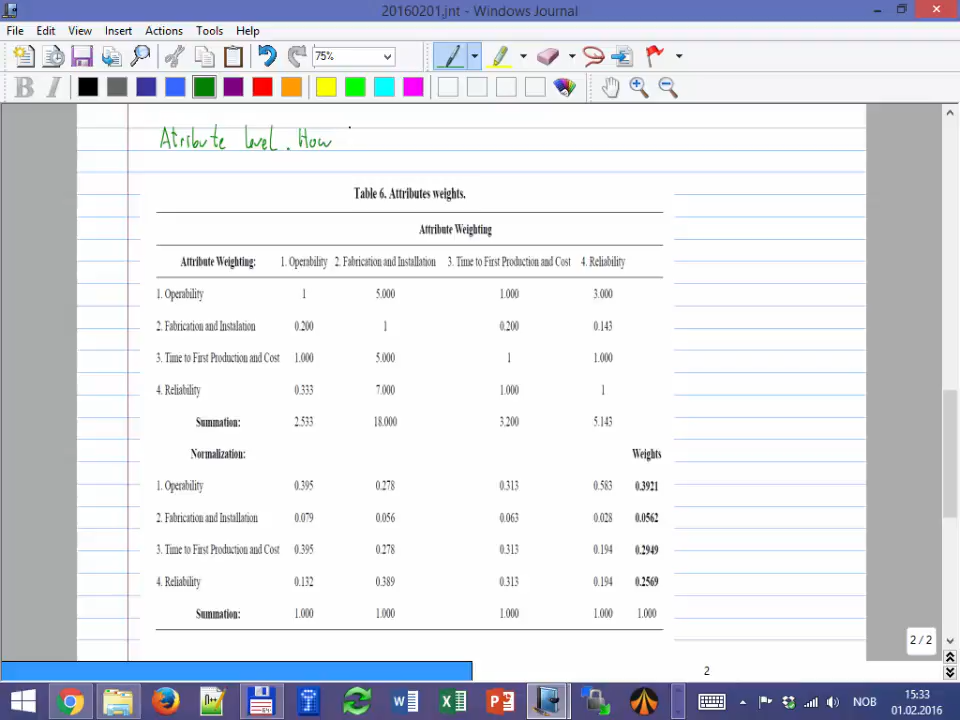 20160201.jnt - Windows Journal
File Edit View Insert Actions Tools Help
75%
B I
Atribute level. How
Table 6. Attributes weights.
Attribute Weighting
Attribute Weighting: 1. Operability 2. Fabrication and Installation 3. Time to First Production and Cost 4. Reliability
1. Operability 1 5.000 1.000 3.000
2. Fabrication and Instalation 0.200 1 0.200 0.143
3. Time to First Production and Cost 1.000 5.000 1 1.000
4. Reliability 0.333 7.000 1.000 1
Summation: 2.533 18.000 3.200 5.143
Normalization: Weights
1. Operability 0.395 0.278 0.313 0.583 0.3921
2. Fabrication and Installation 0.079 0.056 0.063 0.028 0.0562
3. Time to First Production and Cost 0.395 0.278 0.313 0.194 0.2949
4. Reliability 0.132 0.389 0.313 0.194 0.2569
Summation: 1.000 1.000 1.000 1.000 1.000
2 / 2
2
NOB
15:33
01.02.2016